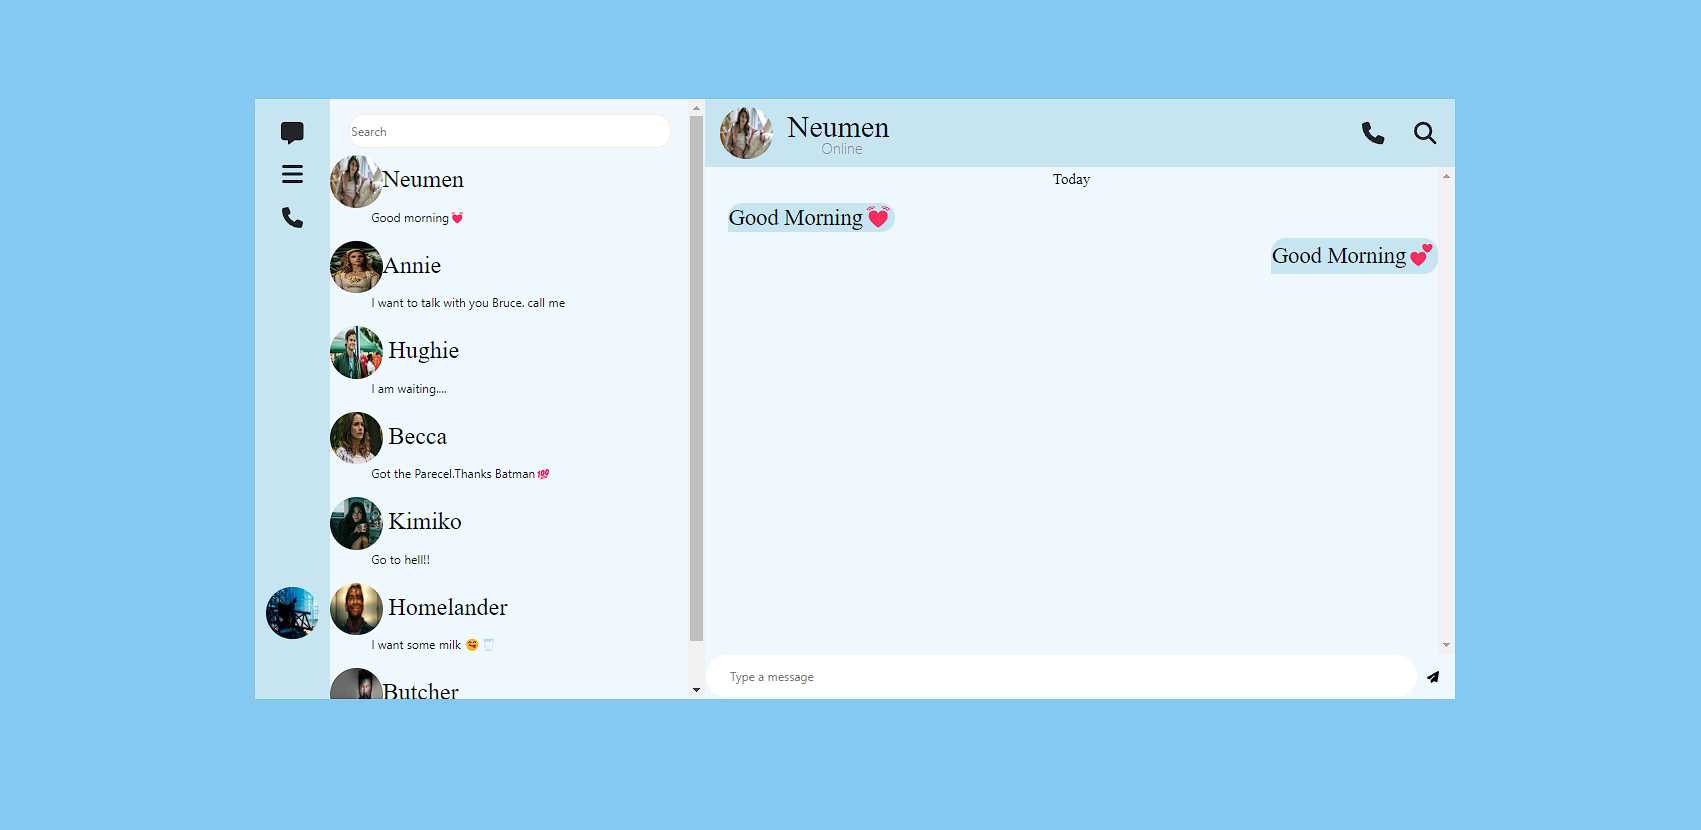 Search
Neumen
Good morning💓
Annie
I want to talk with you Bruce. call me
Hughie
I am waiting....
Becca
Got the Parecel.Thanks Batman💯
Kimiko
Go to hell!!
Homelander
I want some milk 😋 🥛
Butcher
Neumen
Online
Today
Good Morning💓
Good Morning💕
Type a message